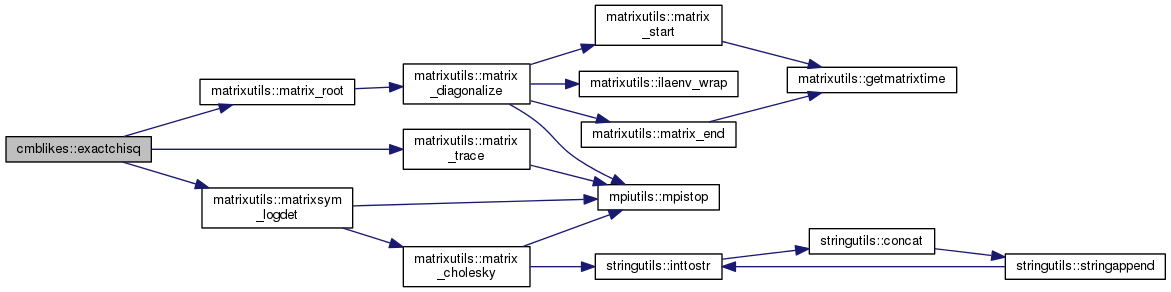 matrixutils::matrix
_start
matrixutils::matrix_root
matrixutils::matrix
_diagonalize
matrixutils::ilaenv_wrap
matrixutils::getmatrixtime
matrixutils::matrix_end
cmblikes::exactchisq
matrixutils::matrix
_trace
matrixutils::matrixsym
_logdet
mpiutils::mpistop
matrixutils::matrix
_cholesky
stringutils::inttostr
stringutils::concat
stringutils::stringappend